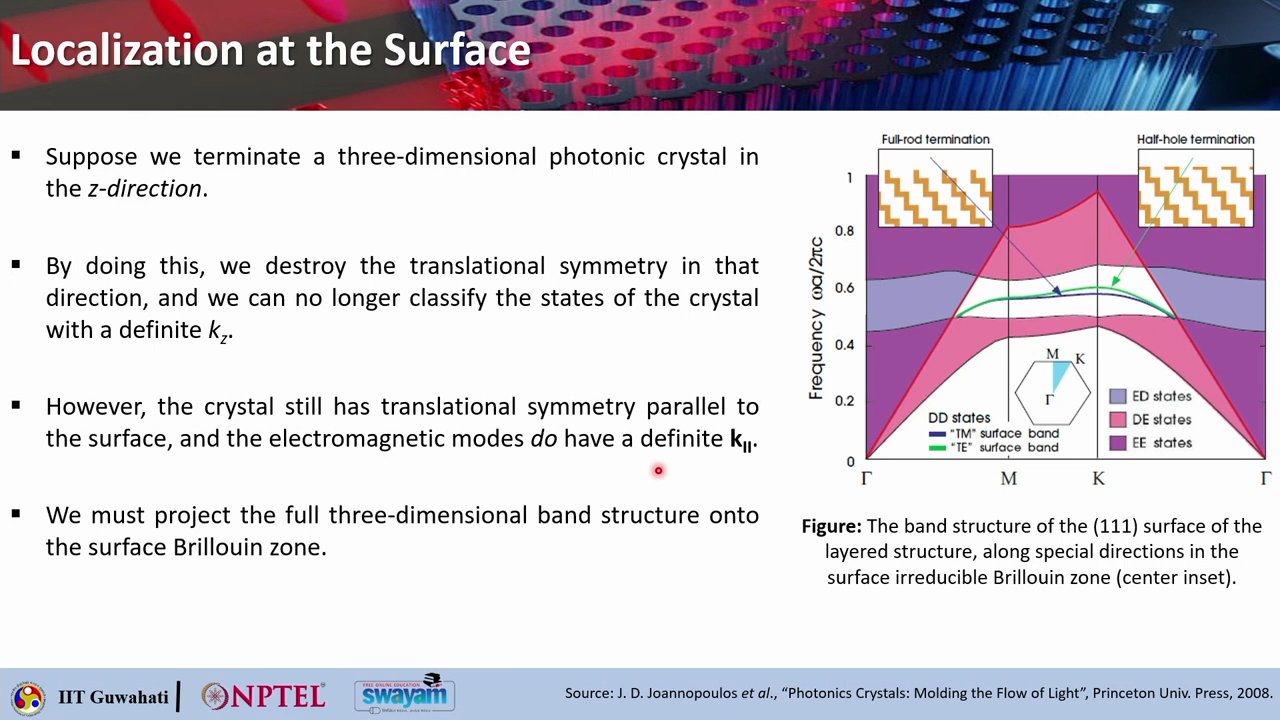 Localization at the Surface
▪ Suppose we terminate a three-dimensional photonic crystal in
the z-direction.
▪ By doing this, we destroy the translational symmetry in that
direction, and we can no longer classify the states of the crystal
with a definite kz.
▪ However, the crystal still has translational symmetry parallel to
the surface, and the electromagnetic modes do have a definite kII.
▪ We must project the full three-dimensional band structure onto
the surface Brillouin zone.
Full-rod termination
Half-hole termination
Frequency ωa/2πc
1
0.8
0.6
0.4
0.2
0
M
K
Γ
DD states
"TM" surface band
"TE" surface band
ED states
DE states
EE states
Γ
M
K
Γ
Figure: The band structure of the (111) surface of the
layered structure, along special directions in the
surface irreducible Brillouin zone (center inset).
IIT Guwahati
NPTEL
FREE ONLINE EDUCATION
swayam
Source: J. D. Joannopoulos et al., “Photonics Crystals: Molding the Flow of Light”, Princeton Univ. Press, 2008.